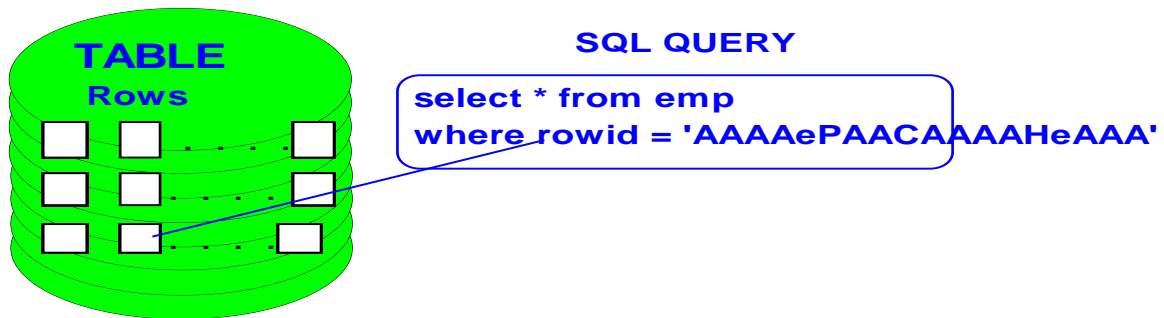 TABLE
Rows
SQL QUERY
select * from emp
where rowid = 'AAAAePAACAAAAHeAAA'